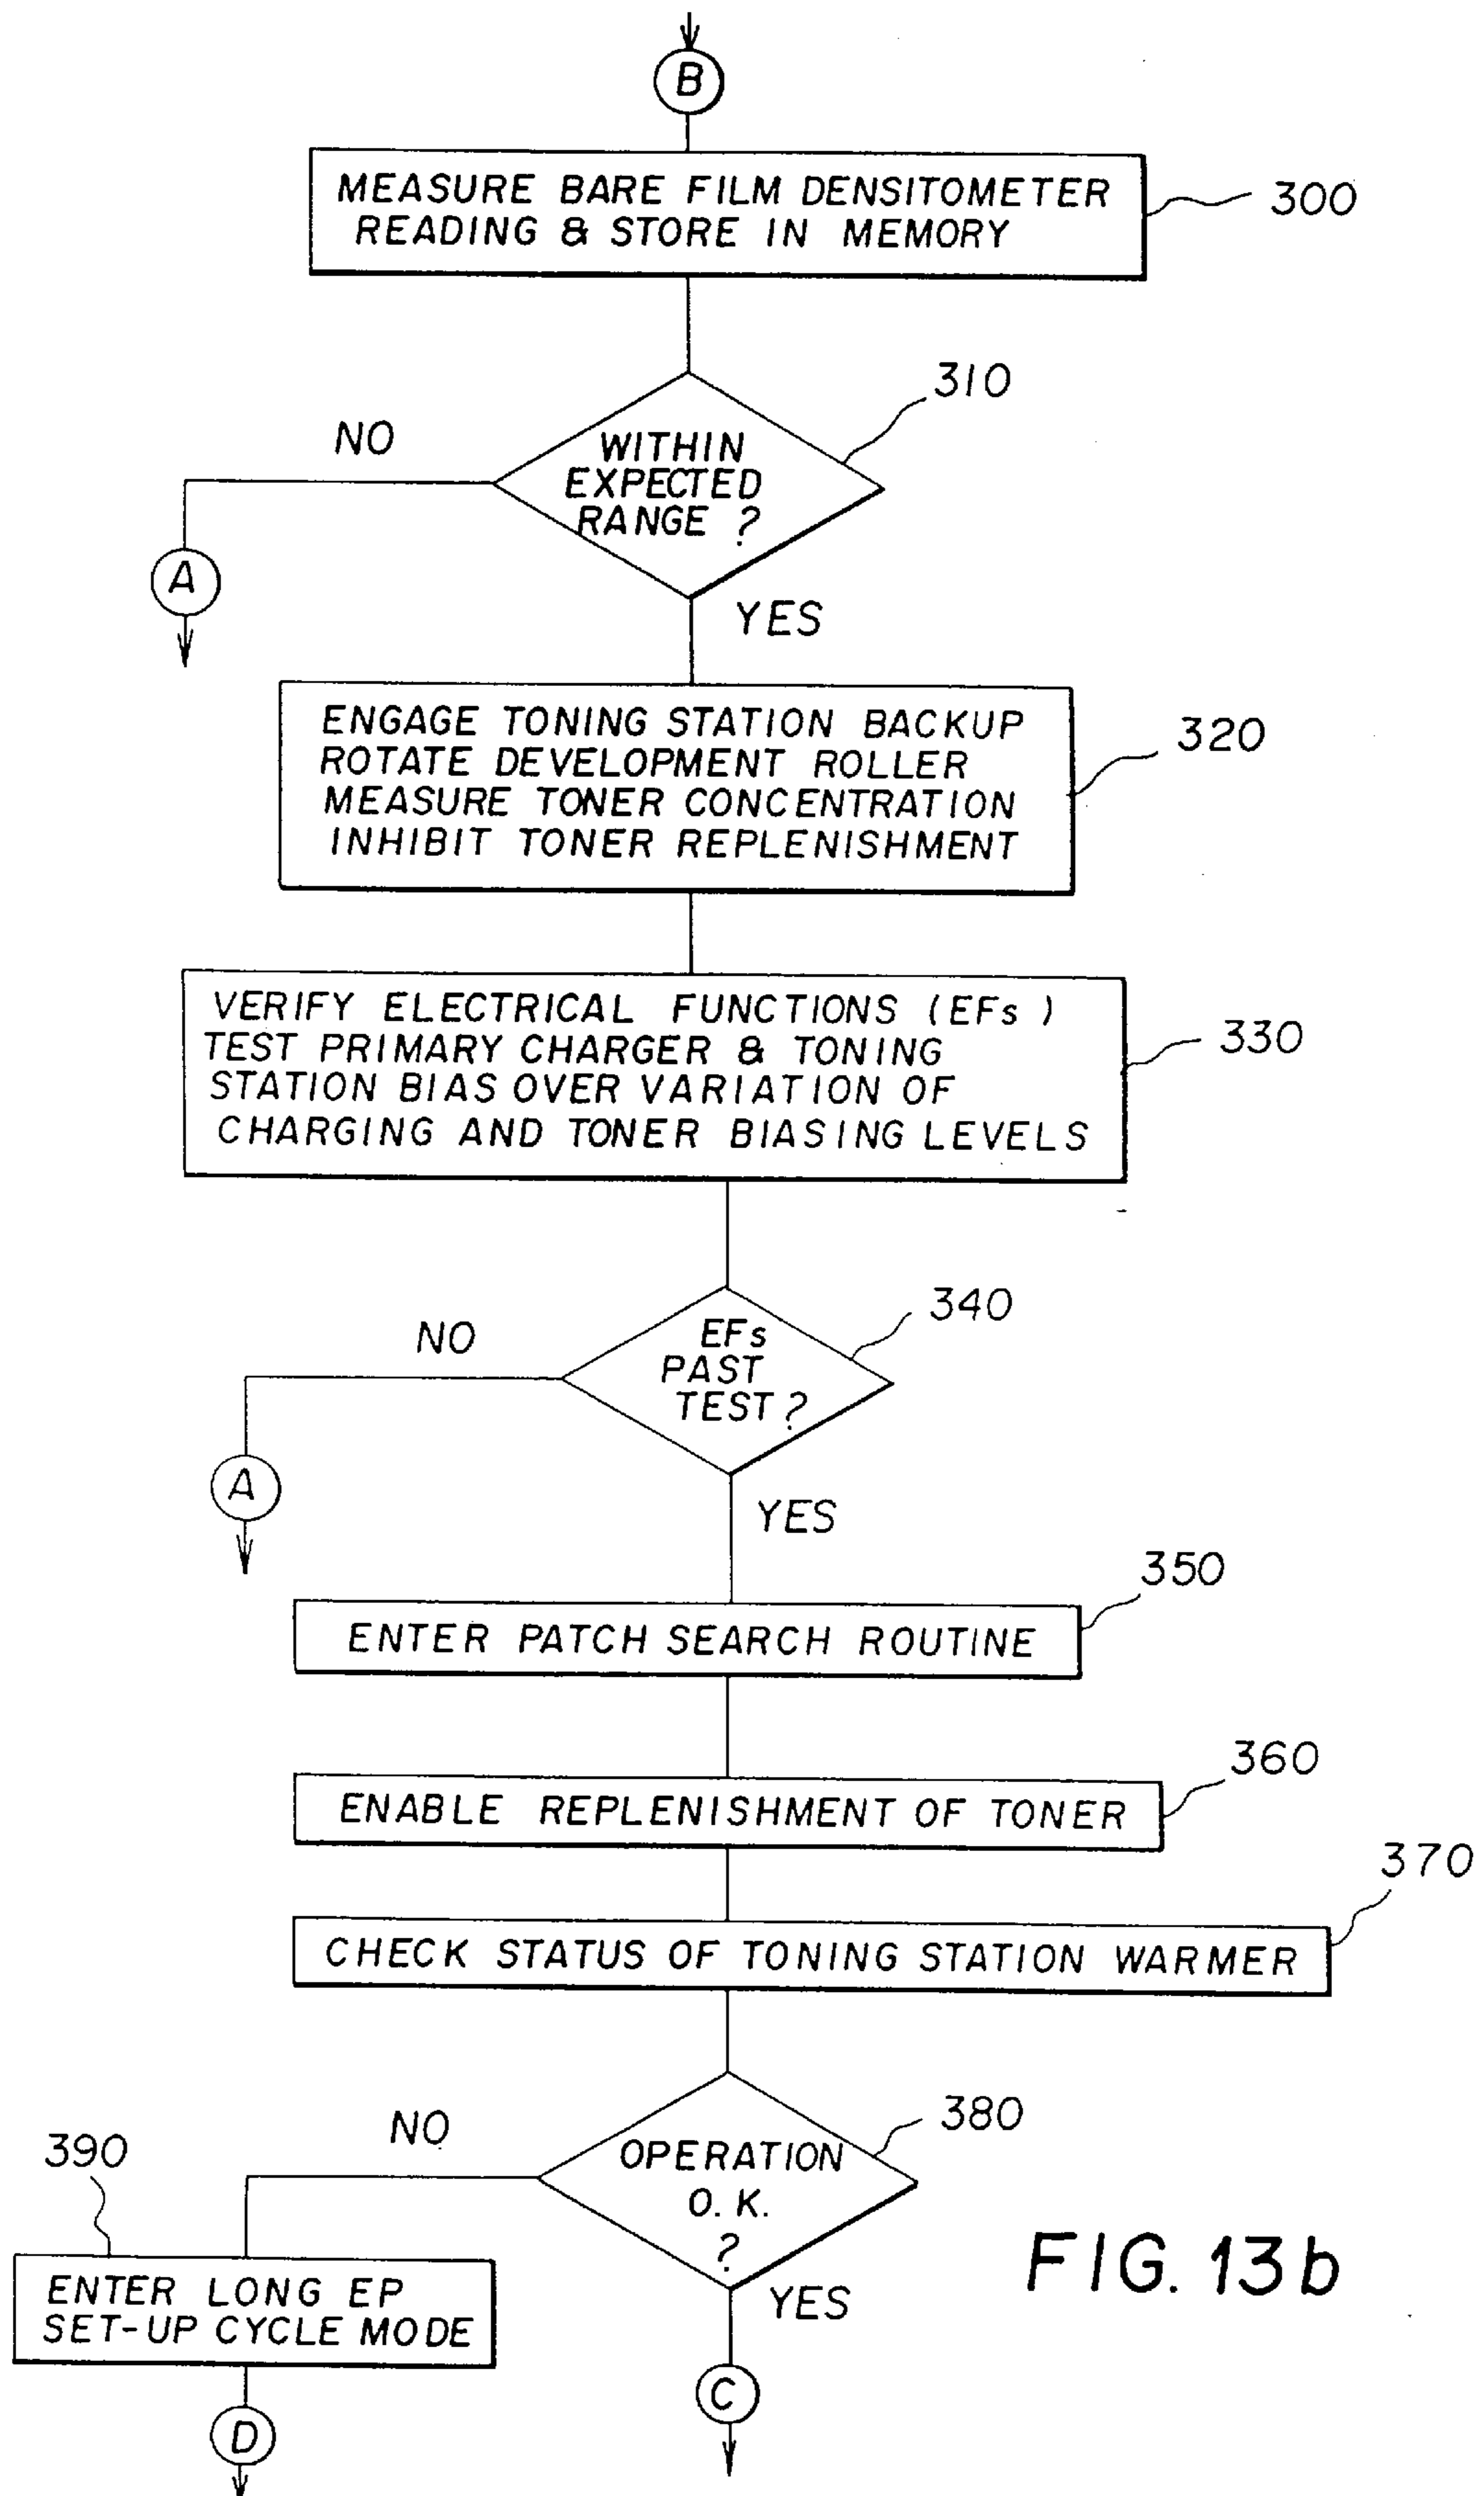 B
MEASURE BARE FILM DENSITOMETER
READING & STORE IN MEMORY
300
310
NO
WITHIN
EXPECTED
RANGE ?
A
YES
ENGAGE TONING STATION BACKUP
ROTATE DEVELOPMENT ROLLER
MEASURE TONER CONCENTRATION
INHIBIT TONER REPLENISHMENT
320
VERIFY ELECTRICAL FUNCTIONS (EFs )
TEST PRIMARY CHARGER & TONING
STATION BIAS OVER VARIATION OF
CHARGING AND TONER BIASING LEVELS
330
340
NO
EFs
PAST
TEST ?
A
YES
350
ENTER PATCH SEARCH ROUTINE
360
ENABLE REPLENISHMENT OF TONER
370
CHECK STATUS OF TONING STATION WARMER
380
NO
390
OPERATION
O. K.
?
ENTER LONG EP
SET-UP CYCLE MODE
YES
C
D
FIG. 13b